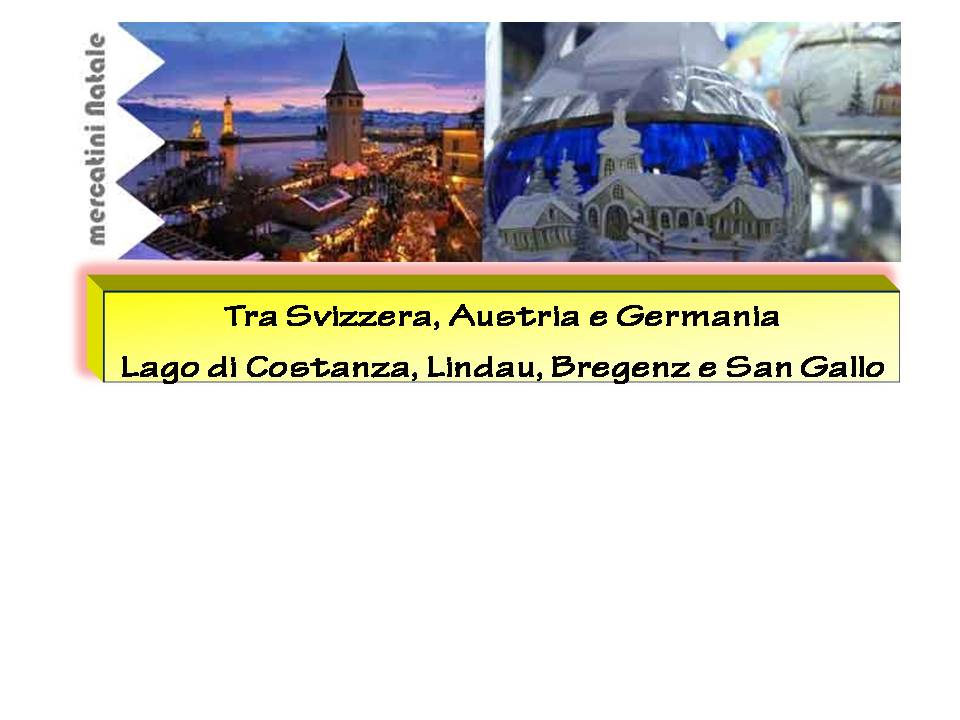 mercatini Natale
Tra Svizzera, Austria e Germania
Lago di Costanza, Lindau, Bregenz e San Gallo